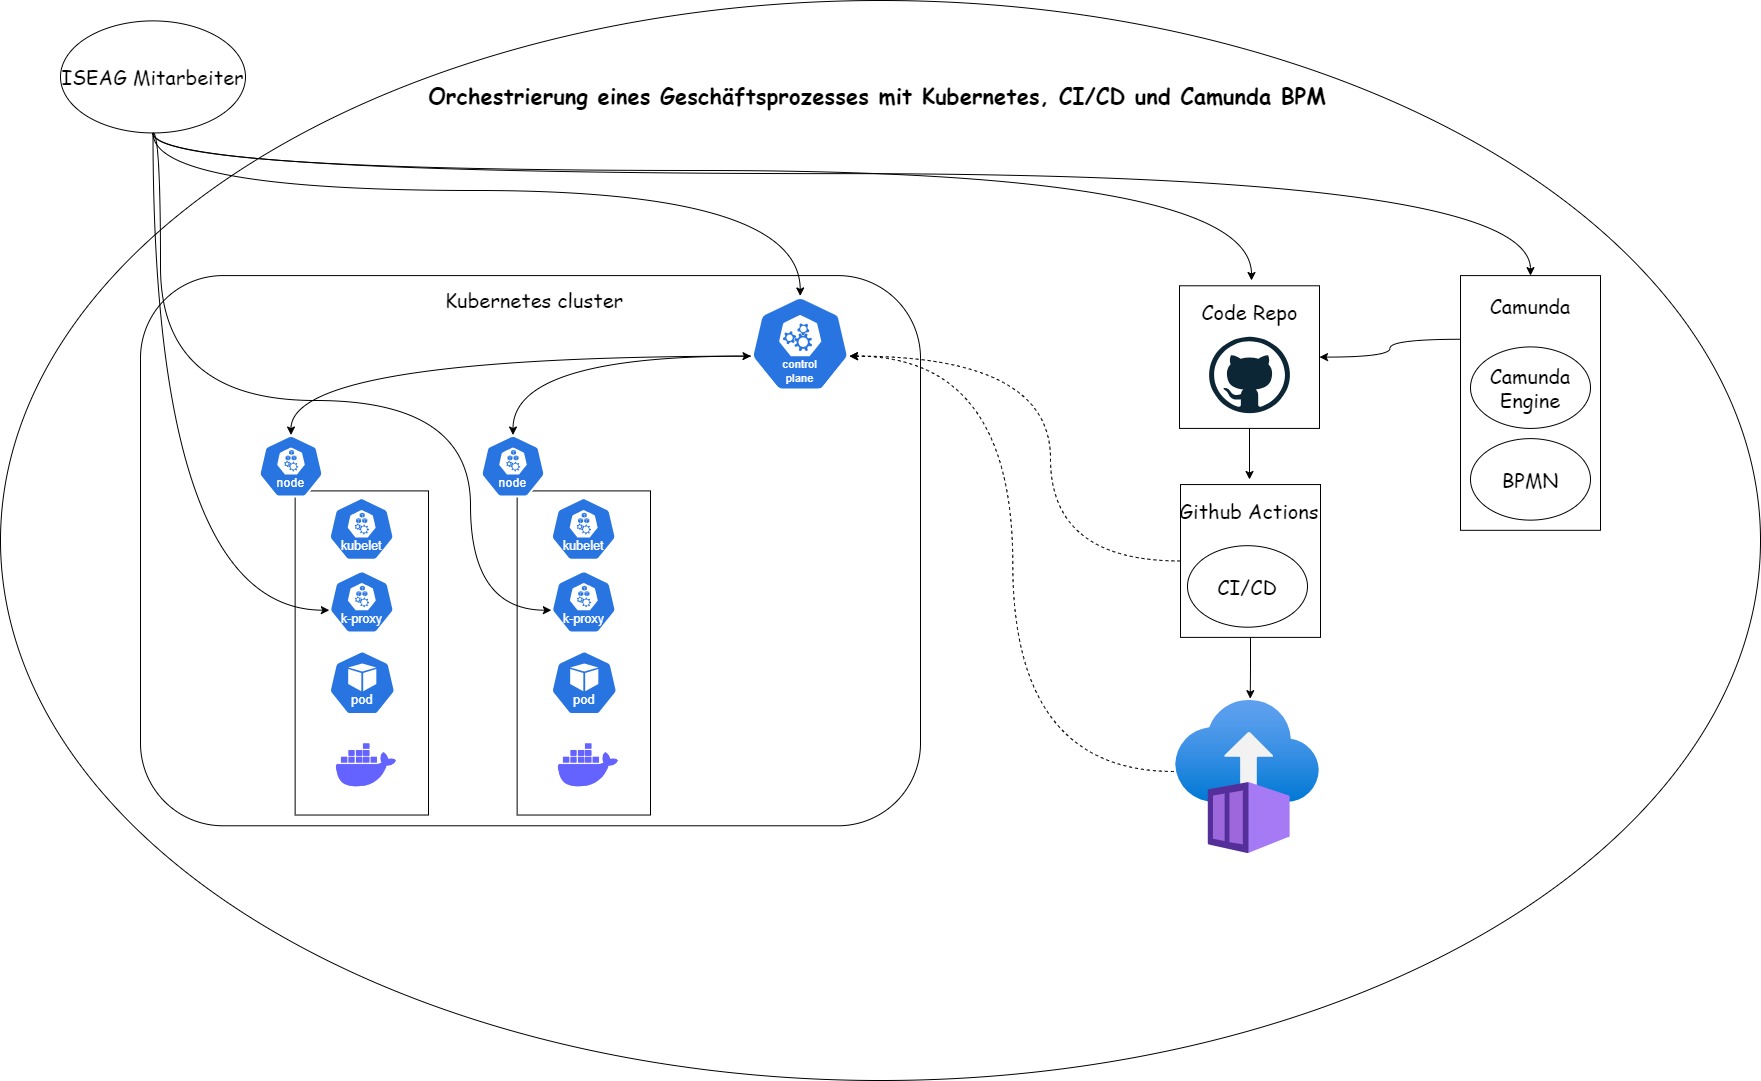 ISEAG Mitarbeiter
Orchestrierung eines Geschäftsprozesses mit Kubernetes, CI/CD und Camunda BPM
Kubernetes cluster
control
plane
node
kubelet
k-proxy
pod
node
kubelet
k-proxy
pod
Code Repo
Github Actions
CI/CD
Camunda
Camunda
Engine
BPMN